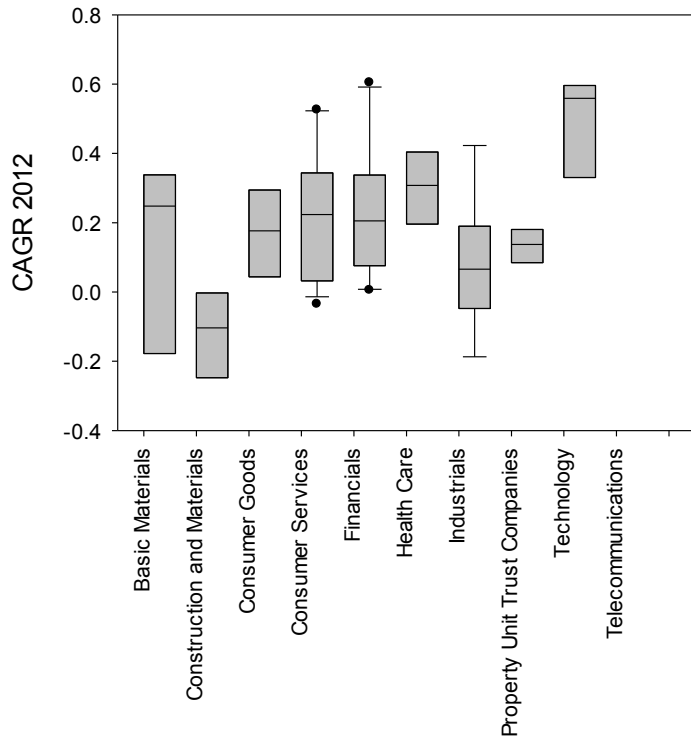 0.8
0.6
0.4
0.2
0.0
-0.2
-0.4
CAGR 2012
Basic Materials
Construction and Materials
Consumer Goods
Consumer Services
Financials
Health Care
Industrials
Property Unit Trust Companies
Technology
Telecommunications